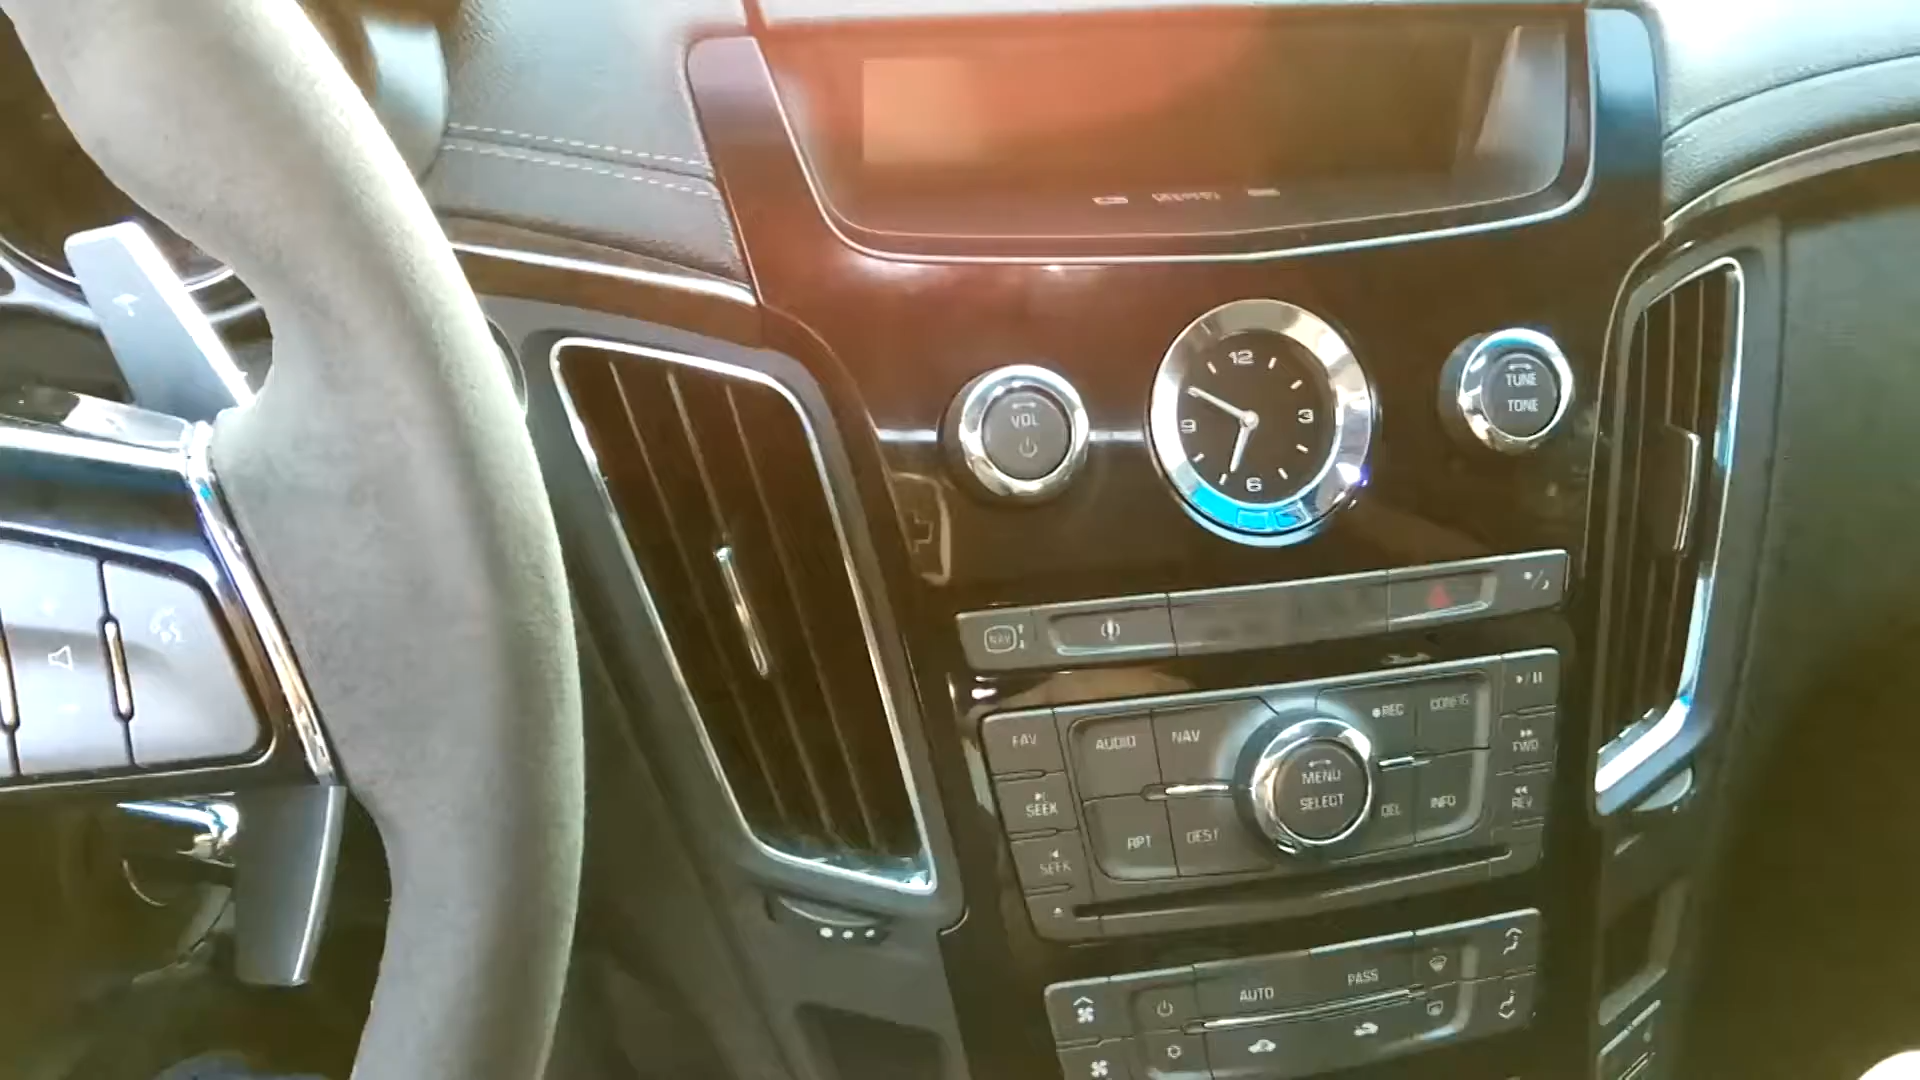 12
3
9
6
VOL
TUNE
TONE
NAV
REC
CONFIG
FAV
AUDIO
NAV
FWD
MENU
SELECT
SEEK
DEL
INFO
REV
RPT
DEST
SEEK
AUTO
PASS